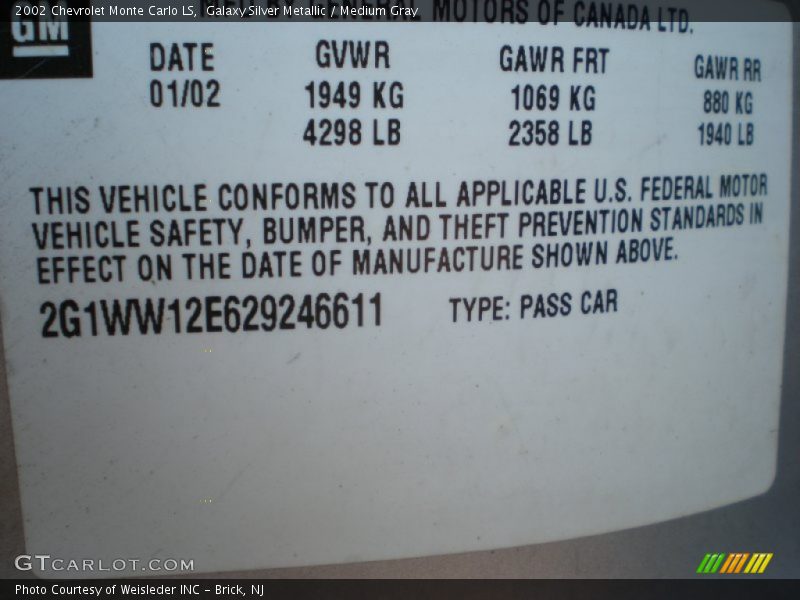 2002 Chevrolet Monte Carlo LS, Galaxy Silver Metallic / Medium Gray
GM
BY GENERAL MOTORS OF CANADA LTD.
DATE GVWR GAWR FRT GAWR RR
01/02 1949 KG 1069 KG 880 KG
4298 LB 2358 LB 1940 LB
THIS VEHICLE CONFORMS TO ALL APPLICABLE U.S. FEDERAL MOTOR
VEHICLE SAFETY, BUMPER, AND THEFT PREVENTION STANDARDS IN
EFFECT ON THE DATE OF MANUFACTURE SHOWN ABOVE.
2G1WW12E629246611 TYPE: PASS CAR
GTCARLOT.COM
Photo Courtesy of Weisleder INC - Brick, NJ